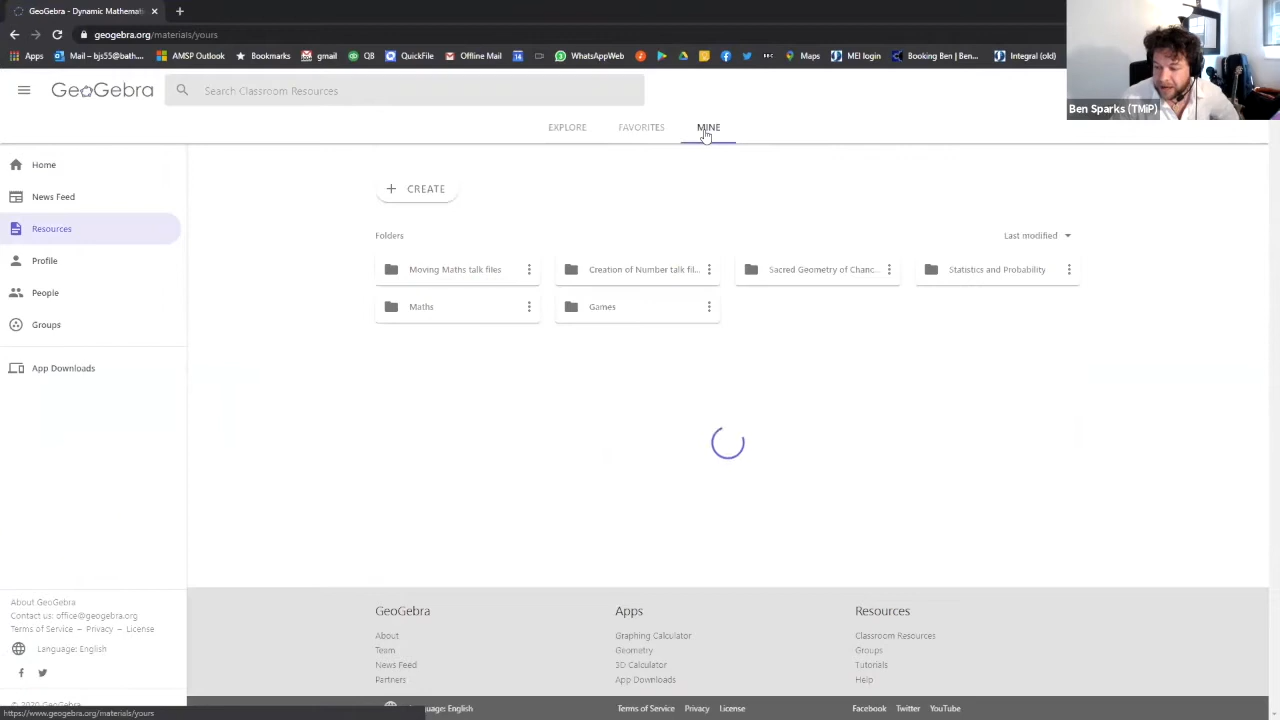 GeoGebra - Dynamic Mathemat
geogebra.org/materials/yours
Apps
Mail – bjs55@bath...
AMSP Outlook
Bookmarks
gmail
QB
QuickFile
Offline Mail
WhatsAppWeb
Maps
MEI login
Booking Ben | Ben...
Integral (old)
Ben Sparks (TMiP)
GeoGebra
Search Classroom Resources
EXPLORE
FAVORITES
MINE
Home
News Feed
Resources
Profile
People
Groups
App Downloads
CREATE
Folders
Last modified
Moving Maths talk files
Creation of Number talk fil...
Sacred Geometry of Chanc...
Statistics and Probability
Maths
Games
About GeoGebra
Contact us: office@geogebra.org
Terms of Service – Privacy – License
Language: English
© 2020 GeoGebra
https://www.geogebra.org/materials/yours
GeoGebra
About
Team
News Feed
Partners
Apps
Graphing Calculator
Geometry
3D Calculator
App Downloads
Resources
Classroom Resources
Groups
Tutorials
Help
guage: English
Terms of Service Privacy License
Facebook Twitter YouTube